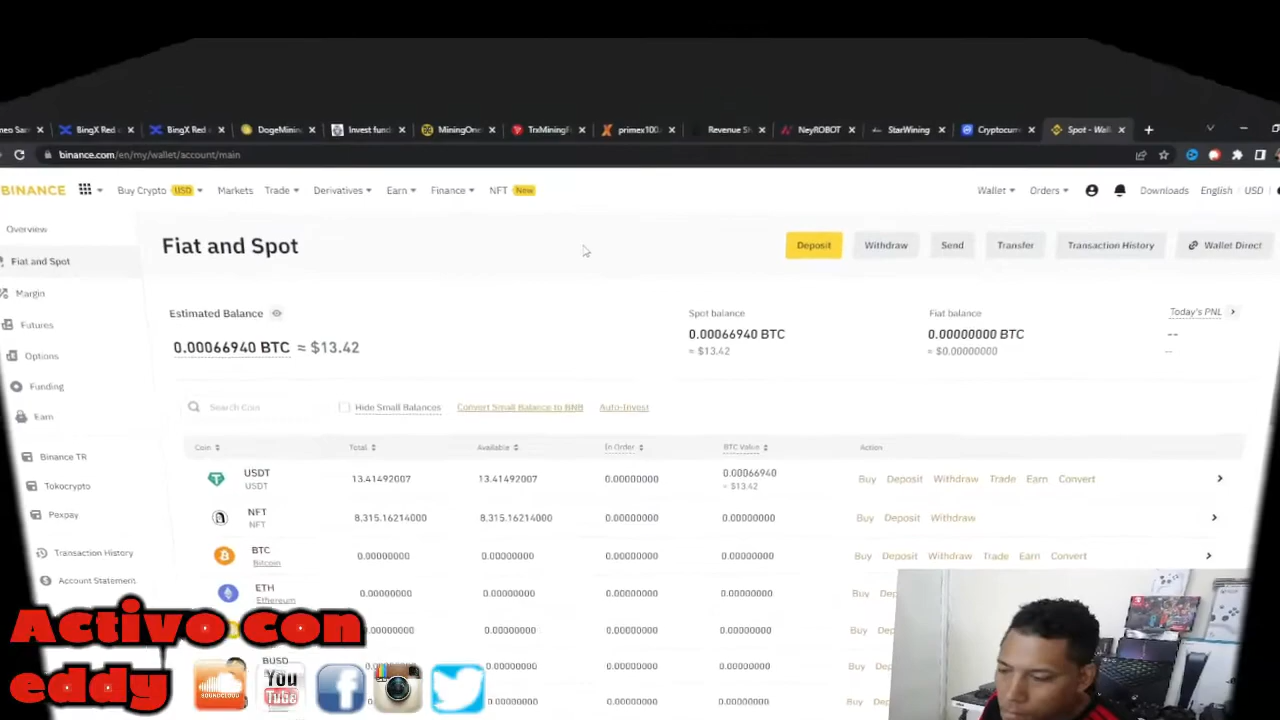 BingX Red
BingX Red
DogeMinin
Invest fund
MiningOne
TrxMiningF
primex100
Revenue Sh
NeyROBOT
StarWining
Cryptocurr
Spot - Wall
binance.com/en/my/wallet/account/main
BINANCE
Buy Crypto USD
Markets
Trade
Derivatives
Earn
Finance
NFT New
Wallet
Orders
Downloads
English
USD
Overview
Fiat and Spot
Margin
Futures
Options
Funding
Earn
Binance TR
Tokocrypto
Pexpay
Transaction History
Account Statement
Fiat and Spot
Deposit
Withdraw
Send
Transfer
Transaction History
Wallet Direct
Estimated Balance
0.00066940 BTC ≈ $13.42
Spot balance
0.00066940 BTC
≈ $13.42
Fiat balance
0.00000000 BTC
≈ $0.00000000
Today's PNL
--
--
Search Coin
Hide Small Balances
Convert Small Balance to BNB
Auto-Invest
Coin Total Available In Order BTC Value Action
USDT 13.41492007 13.41492007 0.00000000 0.00066940 Buy Deposit Withdraw Trade Earn Convert
USDT ≈ $13.42
NFT 8.315.16214000 8.315.16214000 0.00000000 0.00000000 Buy Deposit Withdraw
NFT
BTC 0.00000000 0.00000000 0.00000000 0.00000000 Buy Deposit Withdraw Trade Earn Convert
Bitcoin
ETH 0.00000000 0.00000000 0.00000000 0.00000000 Buy
Ethereum
0.00000000 0.00000000 0.00000000 Buy
BUSD 0.00000000 0.00000000 0.00000000 Buy
0.00000000 0.00000000 0.00000000 Buy
Activo con
eddy
SOUNDCLOUD
You
Tube